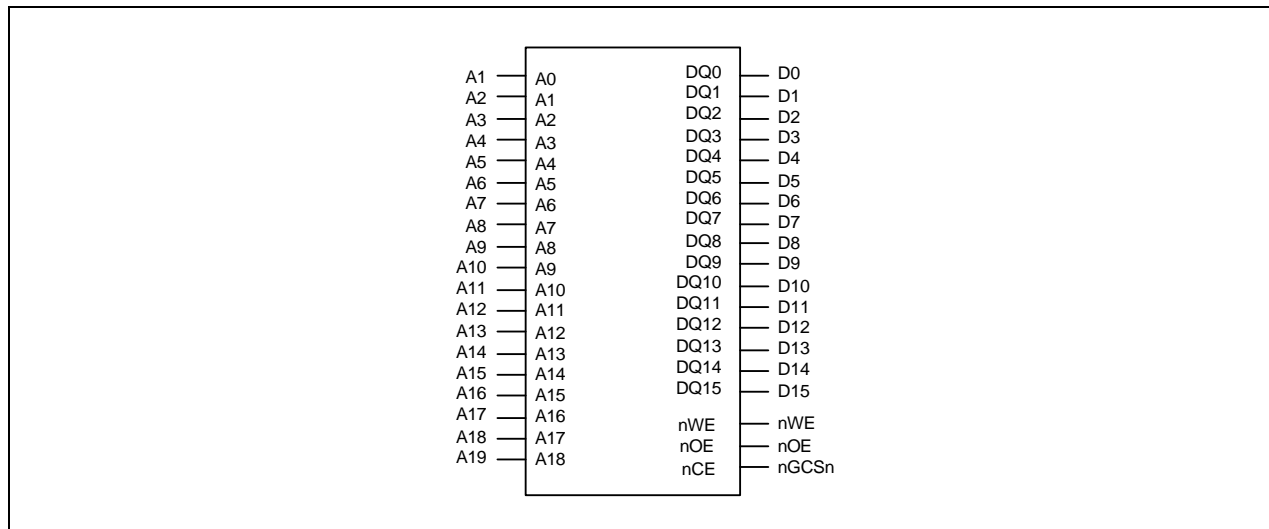 A1 A0 DQ0 D0
A2 A1 DQ1 D1
A3 A2 DQ2 D2
A4 A3 DQ3 D3
A5 A4 DQ4 D4
A6 A5 DQ5 D5
A7 A6 DQ6 D6
A8 A7 DQ7 D7
A9 A8 DQ8 D8
A10 A9 DQ9 D9
A11 A10 DQ10 D10
A12 A11 DQ11 D11
A13 A12 DQ12 D12
A14 A13 DQ13 D13
A15 A14 DQ14 D14
A16 A15 DQ15 D15
A17 A16 nWE nWE
A18 A17 nOE nOE
A19 A18 nCE nGCSn